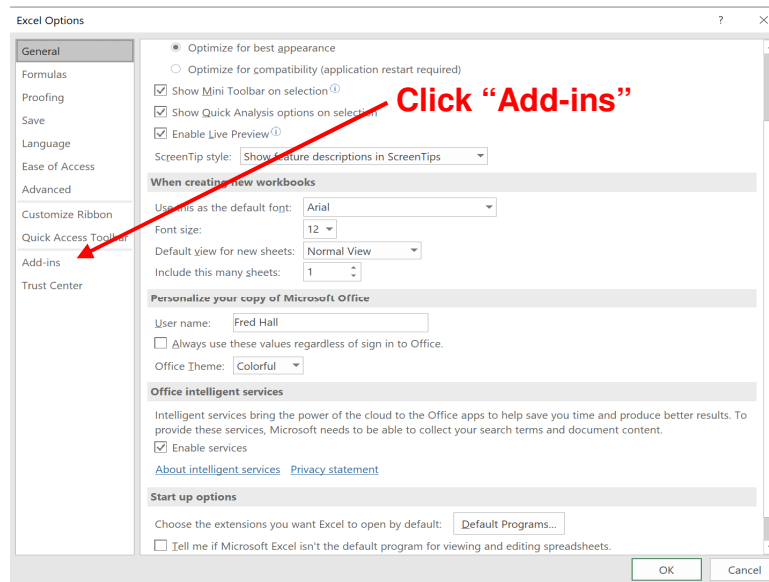 Excel Options
?
General
Formulas
Proofing
Save
Language
Ease of Access
Advanced
Customize Ribbon
Quick Access Toolbar
Add-ins
Trust Center
Optimize for best appearance
Optimize for compatibility (application restart required)
Show Mini Toolbar on selection
Show Quick Analysis options on selection
Enable Live Preview
Click “Add-ins”
ScreenTip style: Show feature descriptions in ScreenTips
When creating new workbooks
Use this as the default font: Arial
Font size: 12
Default view for new sheets: Normal View
Include this many sheets: 1
Personalize your copy of Microsoft Office
User name: Fred Hall
Always use these values regardless of sign in to Office.
Office Theme: Colorful
Office intelligent services
Intelligent services bring the power of the cloud to the Office apps to help save you time and produce better results. To
provide these services, Microsoft needs to be able to collect your search terms and document content.
Enable services
About intelligent services Privacy statement
Start up options
Choose the extensions you want Excel to open by default: Default Programs...
Tell me if Microsoft Excel isn't the default program for viewing and editing spreadsheets.
OK Cancel